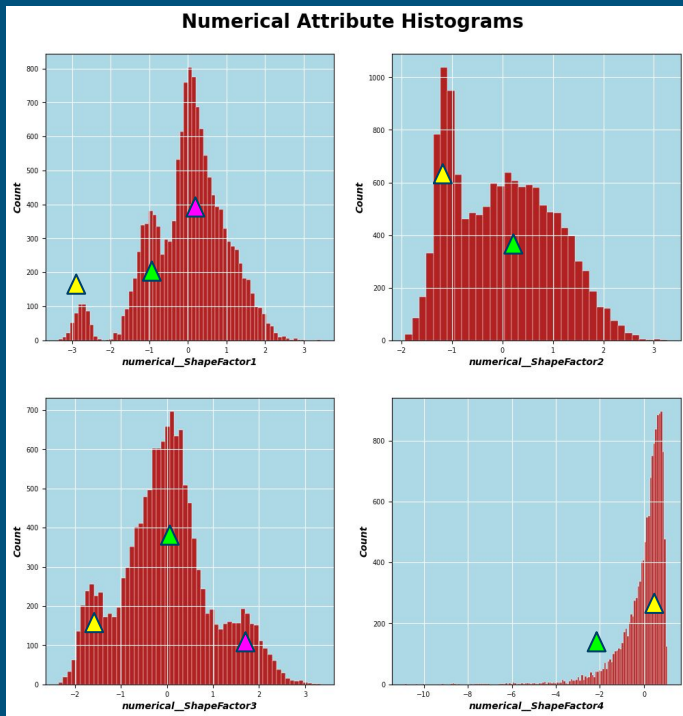 Numerical Attribute Histograms
800
700
600
500
400
300
200
100
0
Count
−3 −2 −1 0 1 2 3
numerical__ShapeFactor1
1000
800
600
400
200
0
Count
−2 −1 0 1 2 3
numerical__ShapeFactor2
700
600
500
400
300
200
100
0
Count
−2 −1 0 1 2 3
numerical__ShapeFactor3
800
600
400
200
0
Count
−10 −8 −6 −4 −2 0
numerical__ShapeFactor4